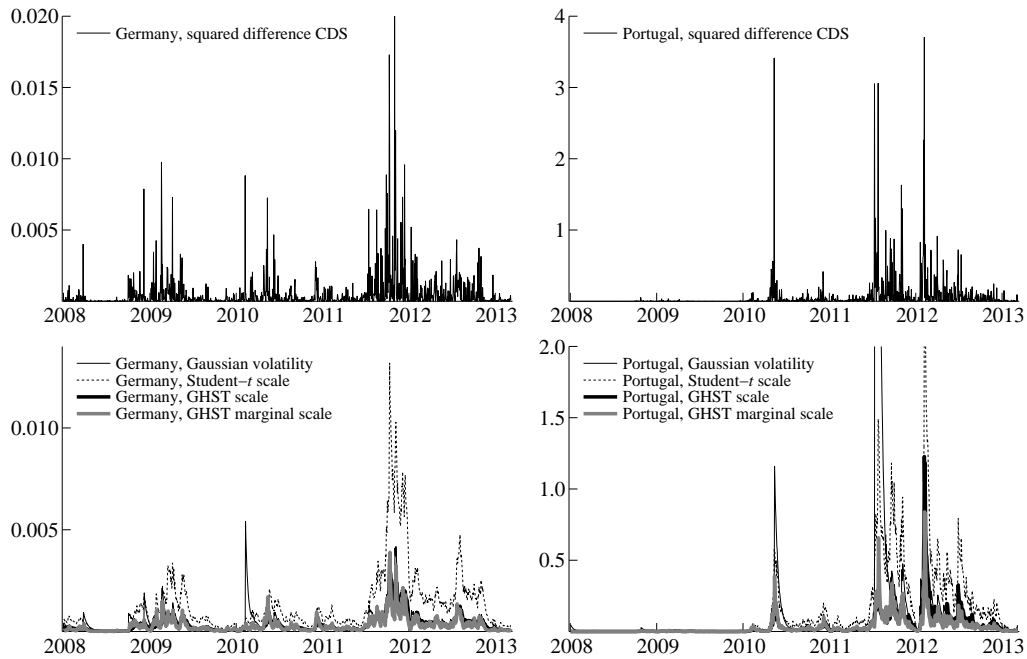 0.020
Germany, squared difference CDS
0.015
0.010
0.005
2008 2009 2010 2011 2012 2013
4
Portugal, squared difference CDS
3
2
1
2008 2009 2010 2011 2012 2013
Germany, Gaussian volatility
Germany, Student−t scale
Germany, GHST scale
Germany, GHST marginal scale
0.010
0.005
2008 2009 2010 2011 2012 2013
2.0
Portugal, Gaussian volatility
Portugal, Student−t scale
Portugal, GHST scale
Portugal, GHST marginal scale
1.5
1.0
0.5
2008 2009 2010 2011 2012 2013